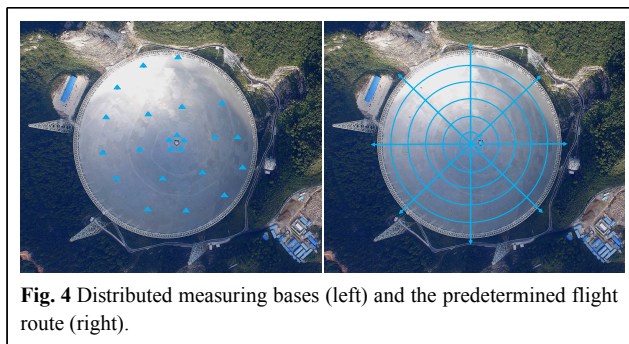 Fig. 4 Distributed measuring bases (left) and the predetermined flight
route (right).